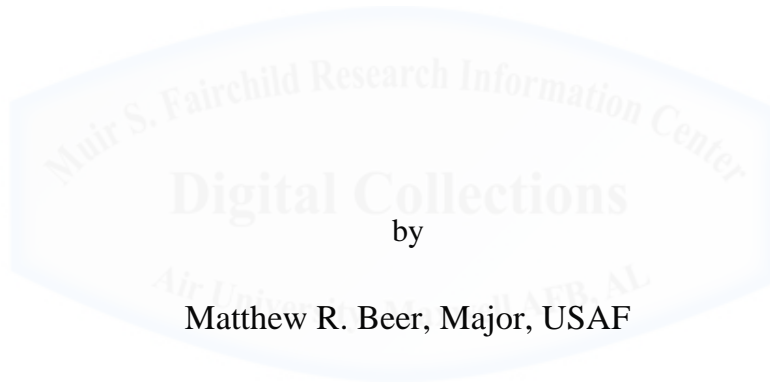 Muir S. Fairchild Research Information Center
Digital Collections
by
Air University, Maxwell AFB, AL
Matthew R. Beer, Major, USAF